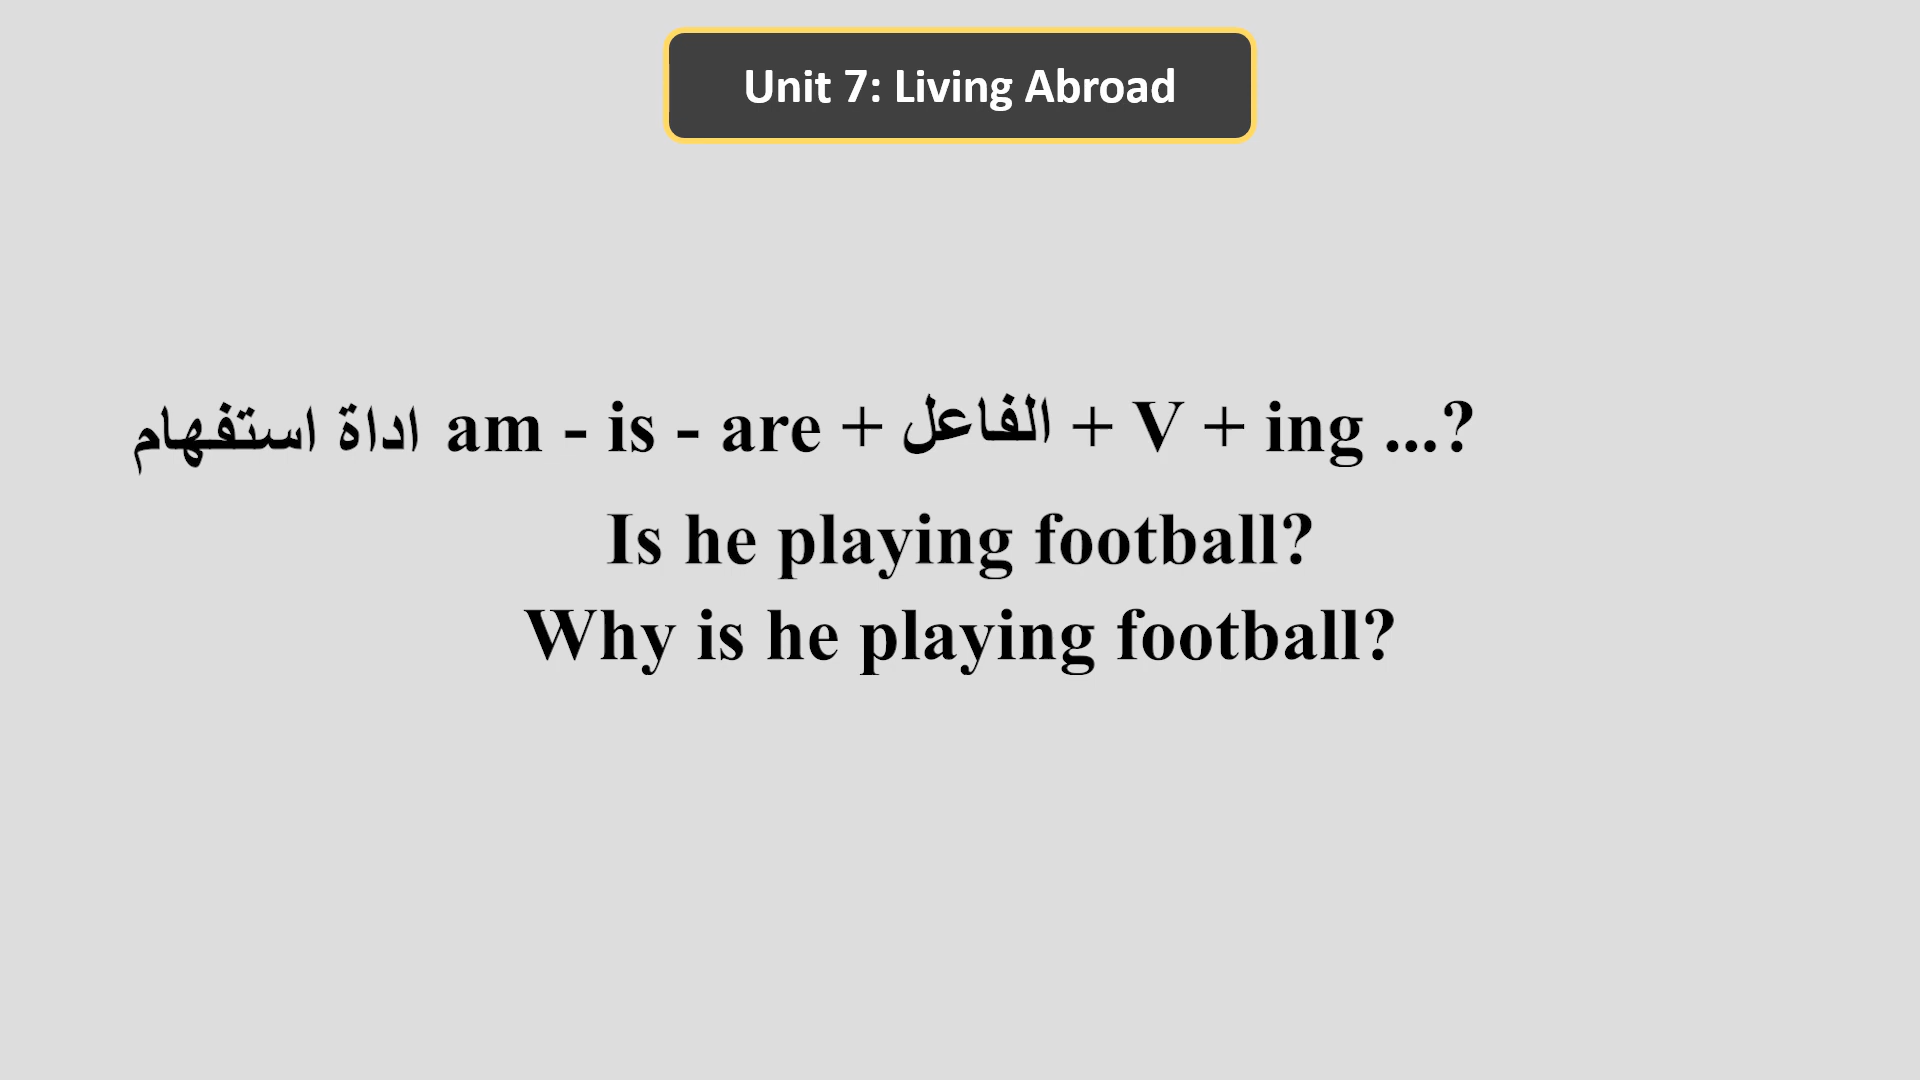 Unit 7: Living Abroad
اداة استفهام am - is - are + الفاعل + V + ing ...?
Is he playing football?
Why is he playing football?